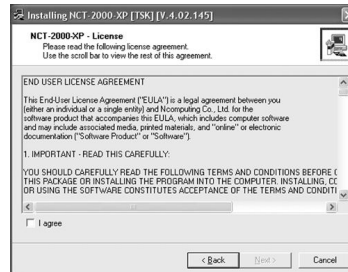 Installing NCT-2000-XP [TSK] [V.4.02.145]
NCT-2000-XP - License
Please read the following license agreement.
Use the scroll bar to view the rest of this agreement.
END USER LICENSE AGREEMENT
This End-User License Agreement ("EULA") is a legal agreement between you
(either an individual or a single entity) and Ncomputing Co., Ltd. for the
software product that accompanies this EULA, which includes computer software
and may include associated media, printed materials, and "online" or electronic
documentation ("Software Product" or "Software").
1. IMPORTANT - READ THIS CAREFULLY:
YOU SHOULD CAREFULLY READ THE FOLLOWING TERMS AND CONDITIONS BEFORE
THIS PACKAGE OR INSTALLING THE PROGRAM INTO THE COMPUTER. INSTALLING, CO
OR USING THE SOFTWARE CONSTITUTES ACCEPTANCE OF THE TERMS AND CONDITI
I agree
< Back
Next >
Cancel